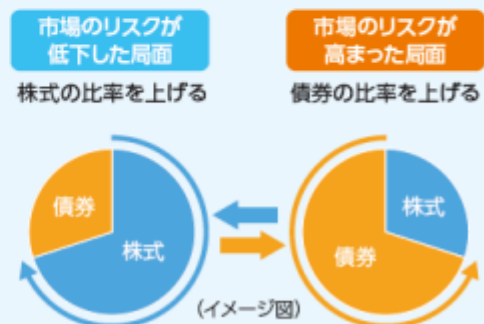 市場のリスクが
低下した局面
株式の比率を上げる
債券
株式
市場のリスクが
高まった局面
債券の比率を上げる
株式
債券
(イメージ図)